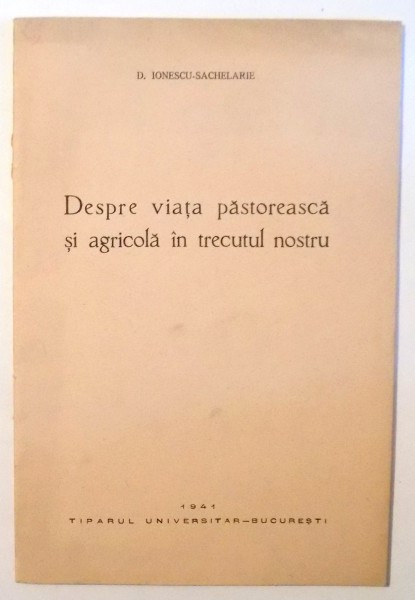 D. IONESCU-SACHELARIE
Despre viața păstorească
și agricolă în trecutul nostru
1941
TIPARUL UNIVERSITAR—BUCUREȘTI